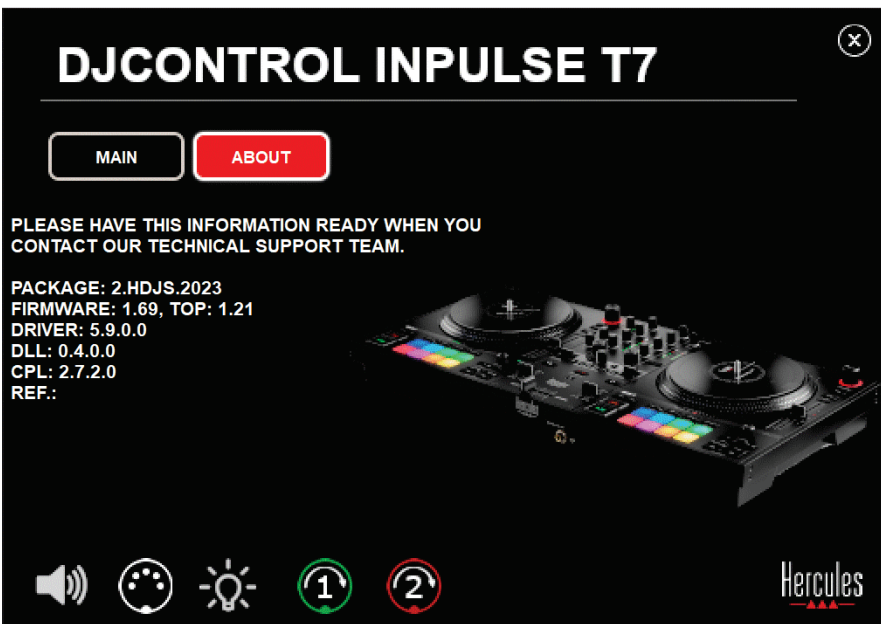 DJCONTROL INPULSE T7
MAIN
ABOUT
PLEASE HAVE THIS INFORMATION READY WHEN YOU
CONTACT OUR TECHNICAL SUPPORT TEAM.
PACKAGE: 2.HDJS.2023
FIRMWARE: 1.69, TOP: 1.21
DRIVER: 5.9.0.0
DLL: 0.4.0.0
CPL: 2.7.2.0
REF.:
1
2
Hercules